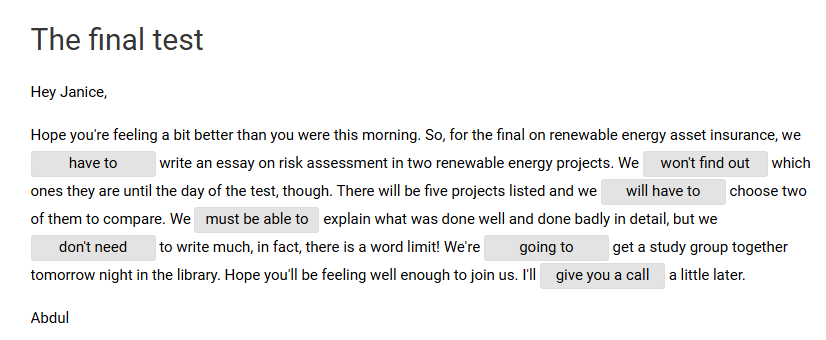 The final test
Hey Janice,
Hope you're feeling a bit better than you were this morning. So, for the final on renewable energy asset insurance, we
have to write an essay on risk assessment in two renewable energy projects. We won't find out which
ones they are until the day of the test, though. There will be five projects listed and we will have to choose two
of them to compare. We must be able to explain what was done well and done badly in detail, but we
don't need to write much, in fact, there is a word limit! We're going to get a study group together
tomorrow night in the library. Hope you'll be feeling well enough to join us. I'll give you a call a little later.
Abdul